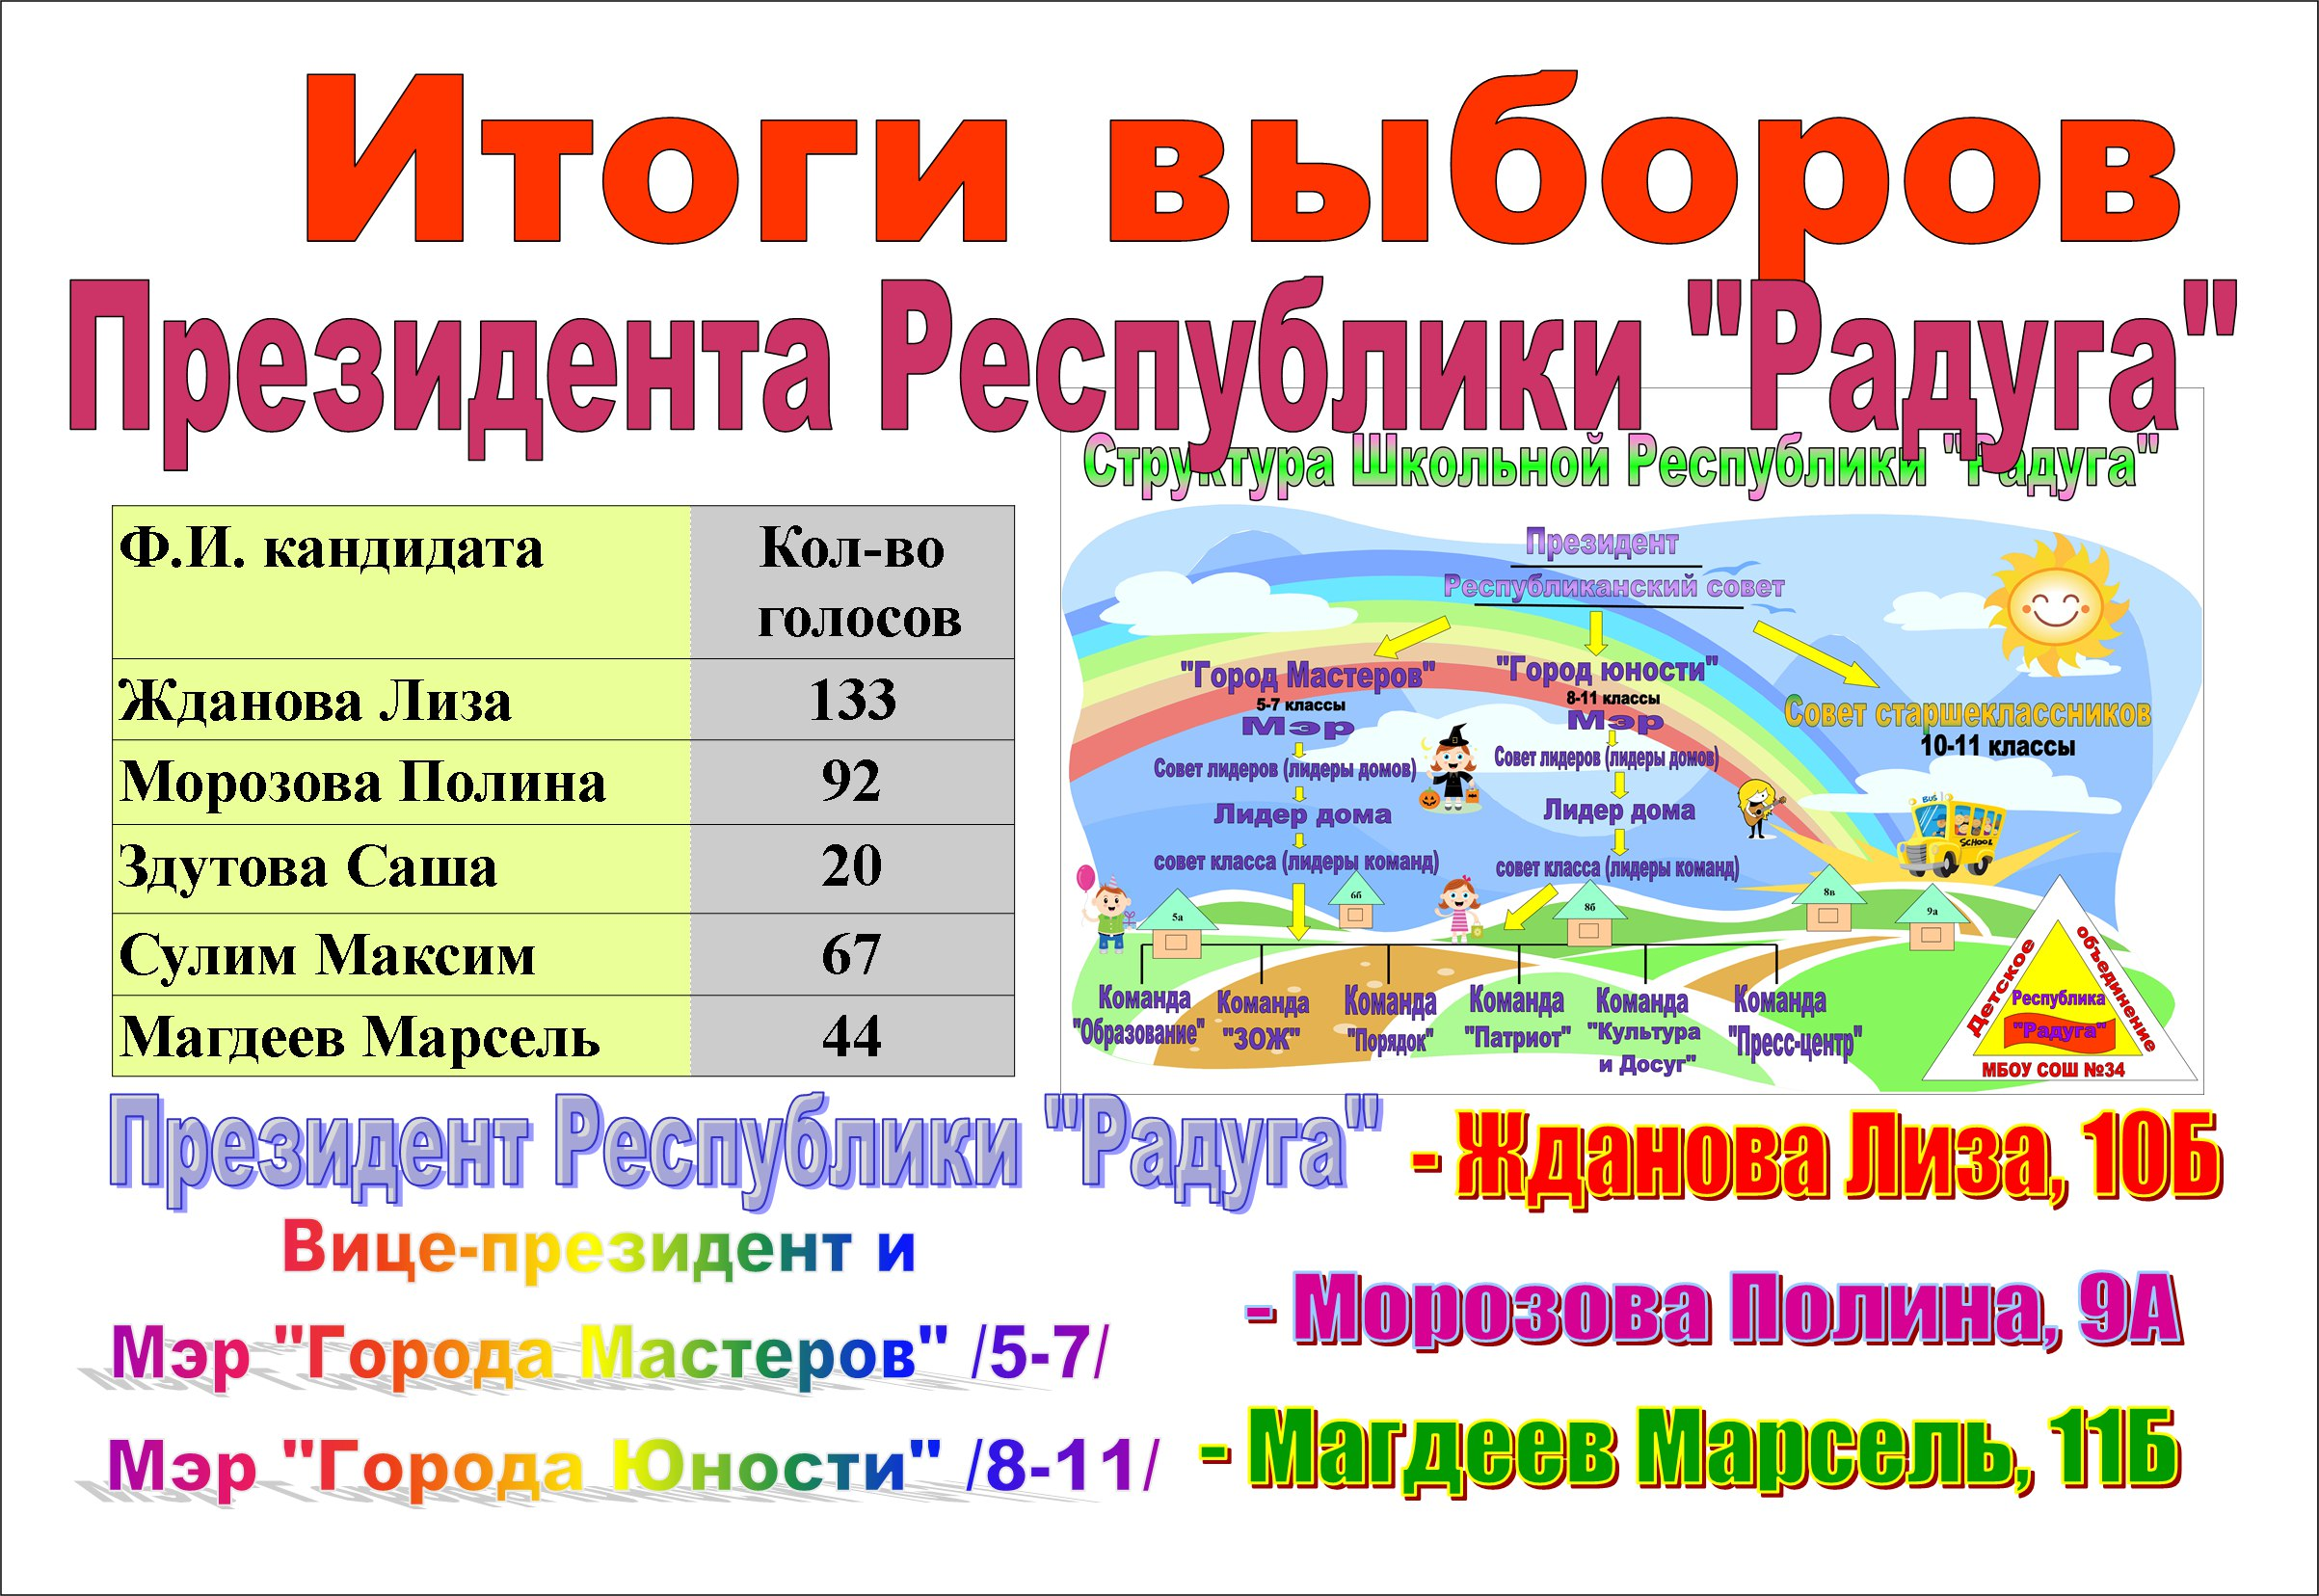 Итоги выборов
Президента Республики "Радуга"
Ф.И. кандидата
Кол-во
голосов
Жданова Лиза 133
Морозова Полина 92
Здутова Саша 20
Сулим Максим 67
Магдеев Марсель 44
Структура Школьной Республики "Радуга"
Президент
Республиканский совет
"Город Мастеров"
5-7 классы
Мэр
Совет лидеров (лидеры домов)
Лидер дома
совет класса (лидеры команд)
"Город юности"
8-11 классы
Мэр
Совет лидеров (лидеры домов)
Лидер дома
совет класса (лидеры команд)
Совет старшеклассников
10-11 классы
BUS
SCHOOL
5а
6б
8б
8в
9а
Команда
"Образование"
Команда
"ЗОЖ"
Команда
"Порядок"
Команда
"Патриот"
Команда
"Культура
и Досуг"
Команда
"Пресс-центр"
Детское объединение
Республика
"Радуга"
МБОУ СОШ №34
Президент Республики "Радуга" - Жданова Лиза, 10Б
Вице-президент и
Мэр "Города Мастеров" /5-7/ - Морозова Полина, 9А
Мэр "Города Юности" /8-11/ - Магдеев Марсель, 11Б